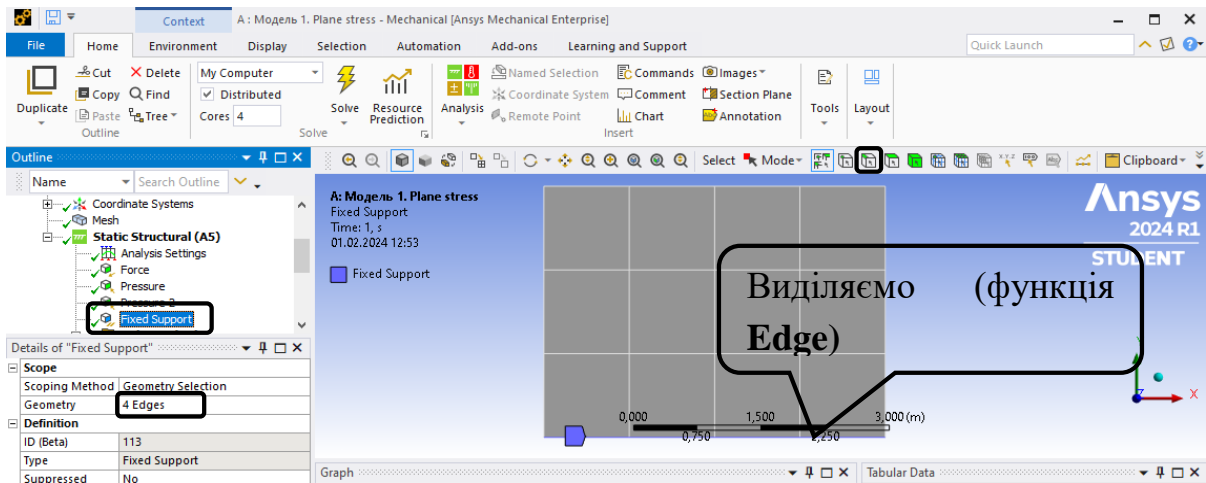 Context
A : Модель 1. Plane stress - Mechanical [Ansys Mechanical Enterprise]
File Home Environment Display Selection Automation Add-ons Learning and Support Quick Launch
Duplicate
Cut
Copy
Paste
Delete
Find
Tree
Outline
My Computer
Distributed
Cores 4
Solve
Resource
Prediction
Solve
Analysis
Named Selection
Coordinate System
Remote Point
Commands
Comment
Chart
Images
Section Plane
Annotation
Insert
Tools
Layout
Outline
Name Search Outline
Select Mode Clipboard
Coordinate Systems
Mesh
Static Structural (A5)
Analysis Settings
Force
Pressure
Pressure 2
Fixed Support
Details of "Fixed Support"
Scope
Scoping Method Geometry Selection
Geometry 4 Edges
Definition
ID (Beta) 113
Type Fixed Support
Suppressed No
A: Модель 1. Plane stress
Fixed Support
Time: 1, s
01.02.2024 12:53
Fixed Support
Ansys
2024 R1
STUDENT
Виділяємо (функція
Edge)
Y
Z
X
0,000 1,500 3,000 (m)
0,750 2,250
Graph
Tabular Data